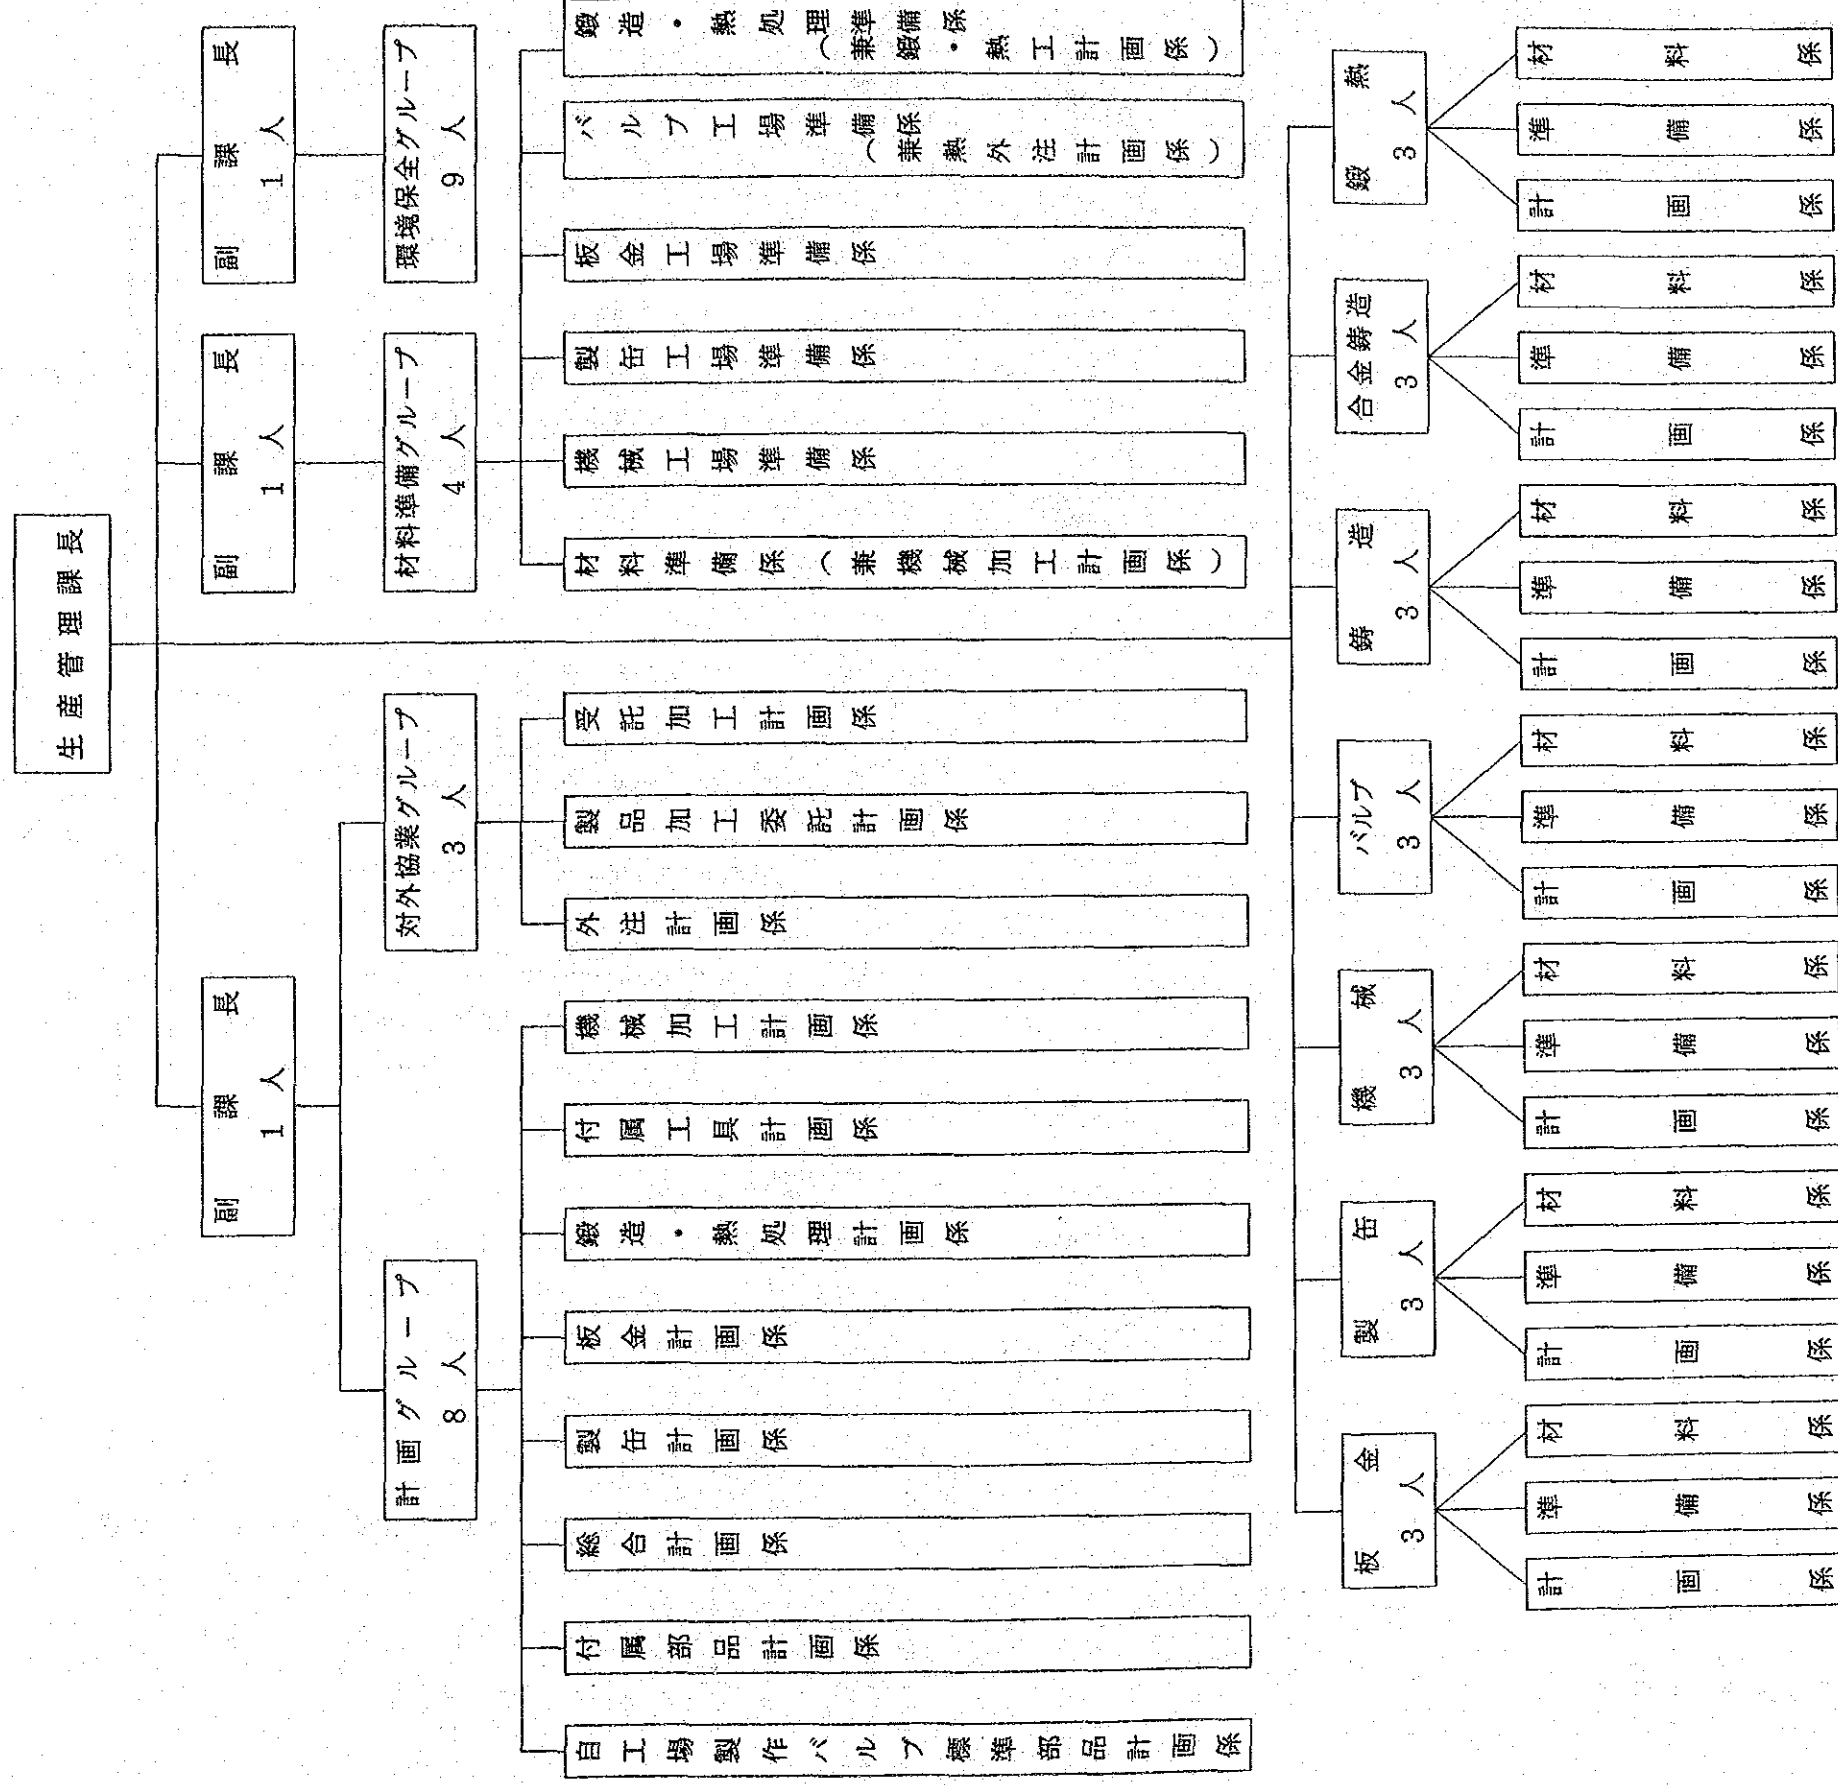 生産管理課長
副課長
1人
副課長
1人
副課長
1人
計画グループ
8人
対外協業グループ
3人
材料準備グループ
4人
環境保全グループ
9人
自工場製作バルブ標準部品計画係
付属部品計画係
総合計画係
製缶計画係
板金計画係
鍛造・熱処理計画係
付属工具計画係
機械加工計画係
外注計画係
製品加工委託計画係
受託加工計画係
材料準備係(兼機械加工計画係)
機械工場準備係
製缶工場準備係
板金工場準備係
バルブ工場準備係
(兼熱外注計画係)
鍛造・熱処理準備係
(兼鍛・熱工計画係)
板金
3人
製缶
3人
機械
3人
バルブ
3人
鋳造
3人
合金鋳造
3人
鍛熱
3人
計画係
準備係
材料係
計画係
準備係
材料係
計画係
準備係
材料係
計画係
準備係
材料係
計画係
準備係
材料係
計画係
準備係
材料係
計画係
準備係
材料係